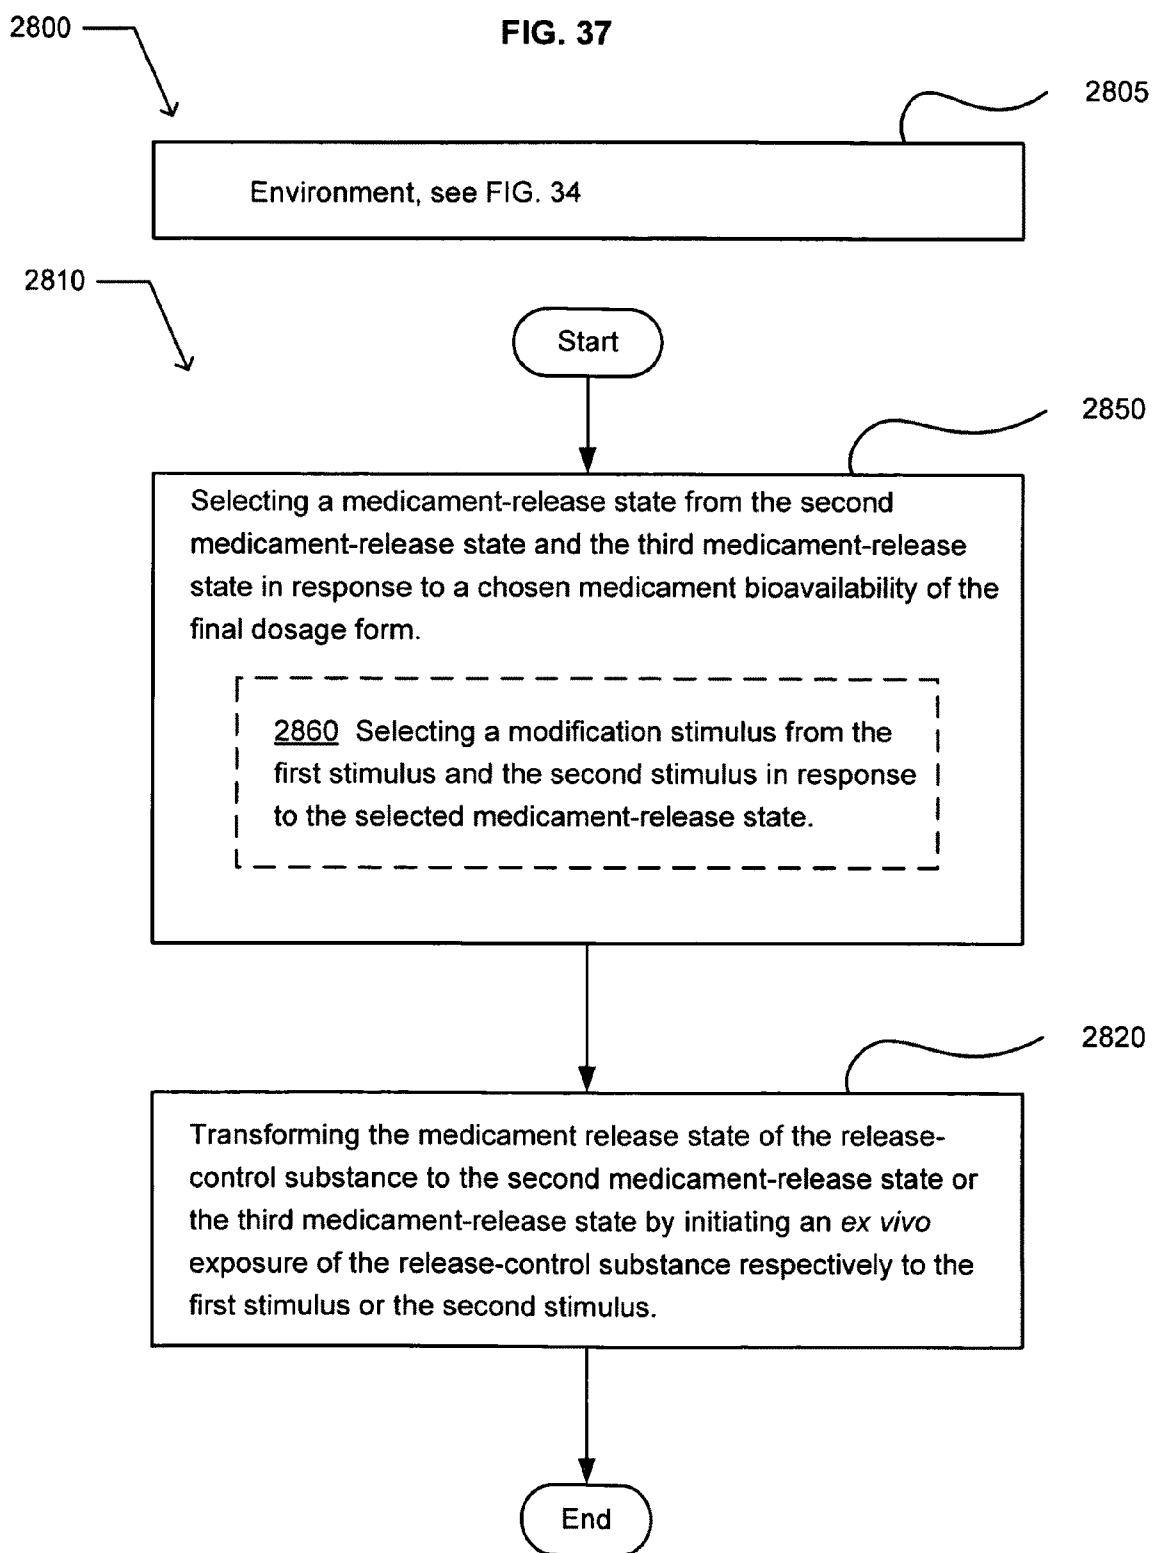 2800
FIG. 37
2805
Environment, see FIG. 34
2810
Start
2850
Selecting a medicament-release state from the second
medicament-release state and the third medicament-release
state in response to a chosen medicament bioavailability of the
final dosage form.
2860 Selecting a modification stimulus from the
first stimulus and the second stimulus in response
to the selected medicament-release state.
2820
Transforming the medicament release state of the release-
control substance to the second medicament-release state or
the third medicament-release state by initiating an ex vivo
exposure of the release-control substance respectively to the
first stimulus or the second stimulus.
End